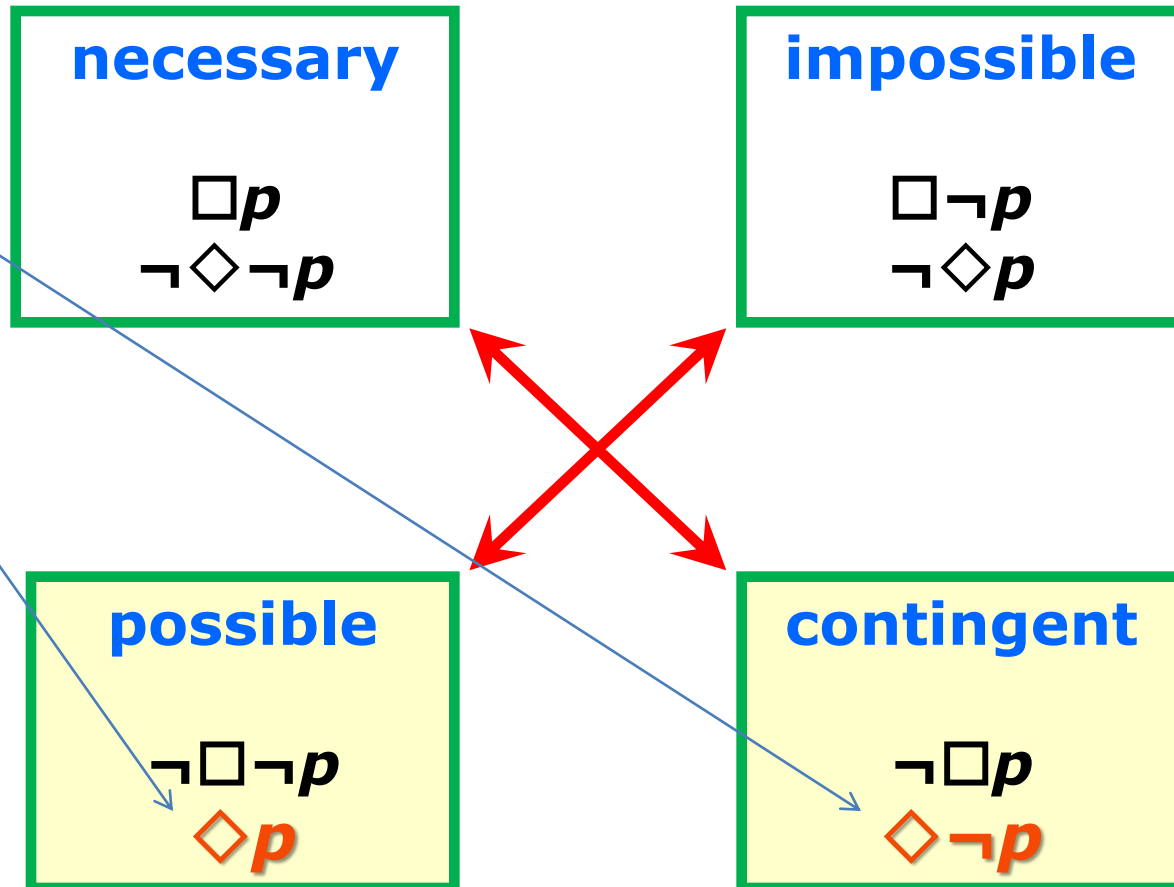 necessary
□p
¬◇¬p
impossible
□¬p
¬◇p
possible
¬□¬p
◇p
contingent
¬□p
◇¬p